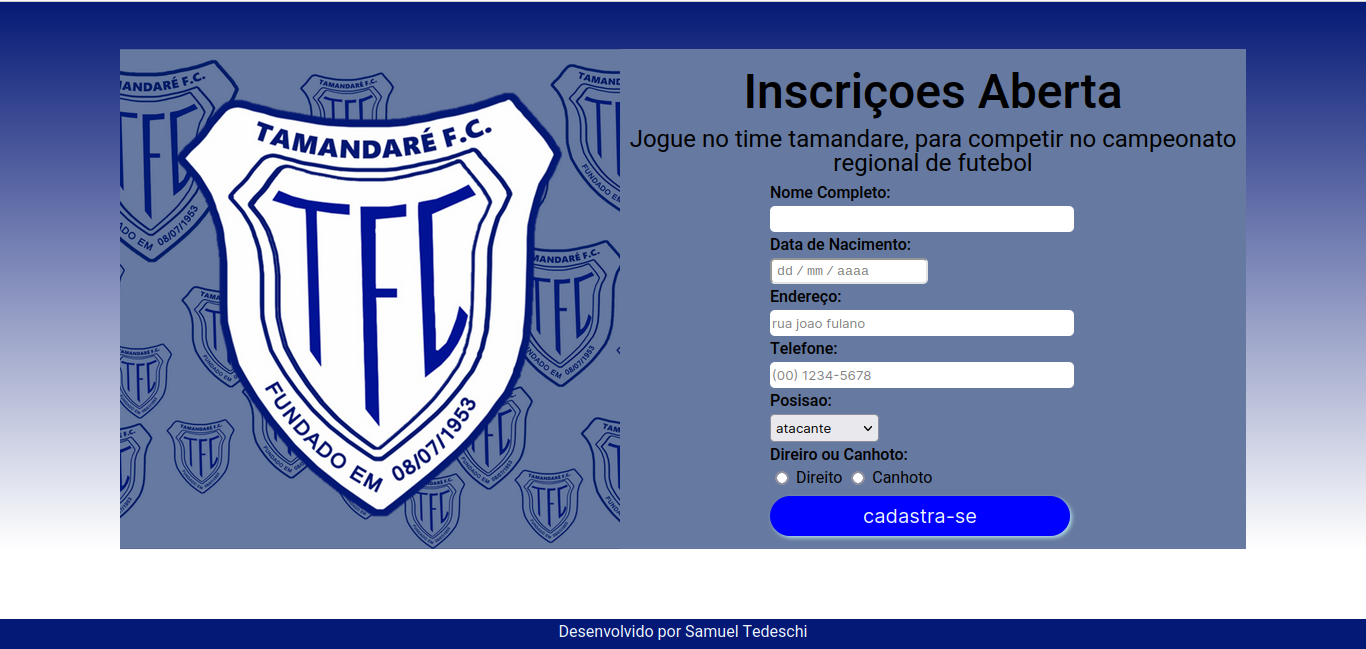 TAMANDARÉ F.C.
TFC
FUNDADO EM 08/07/1953
Inscriçoes Aberta
Jogue no time tamandare, para competir no campeonato
regional de futebol
Nome Completo:
Data de Nacimento:
dd / mm / aaaa
Endereço:
rua joao fulano
Telefone:
(00) 1234-5678
Posisao:
atacante
Direiro ou Canhoto:
Direito Canhoto
cadastra-se
Desenvolvido por Samuel Tedeschi